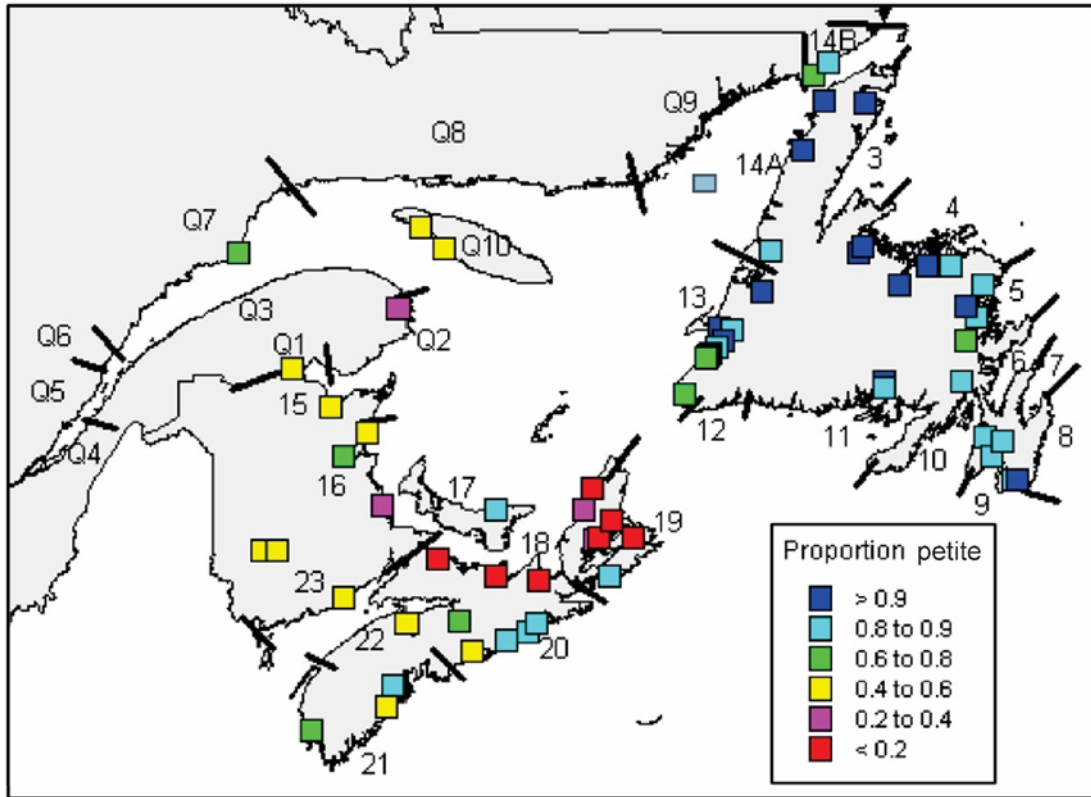 14B
Q9
Q8
14A
3
Q7
4
Q10
5
13
Q3
Q2
Q6
Q1
6
7
Q5
15
12
11
8
Q4
10
16
17
9
19
18
Proportion petite
> 0.9
23
0.8 to 0.9
22
20
0.6 to 0.8
0.4 to 0.6
0.2 to 0.4
21
< 0.2